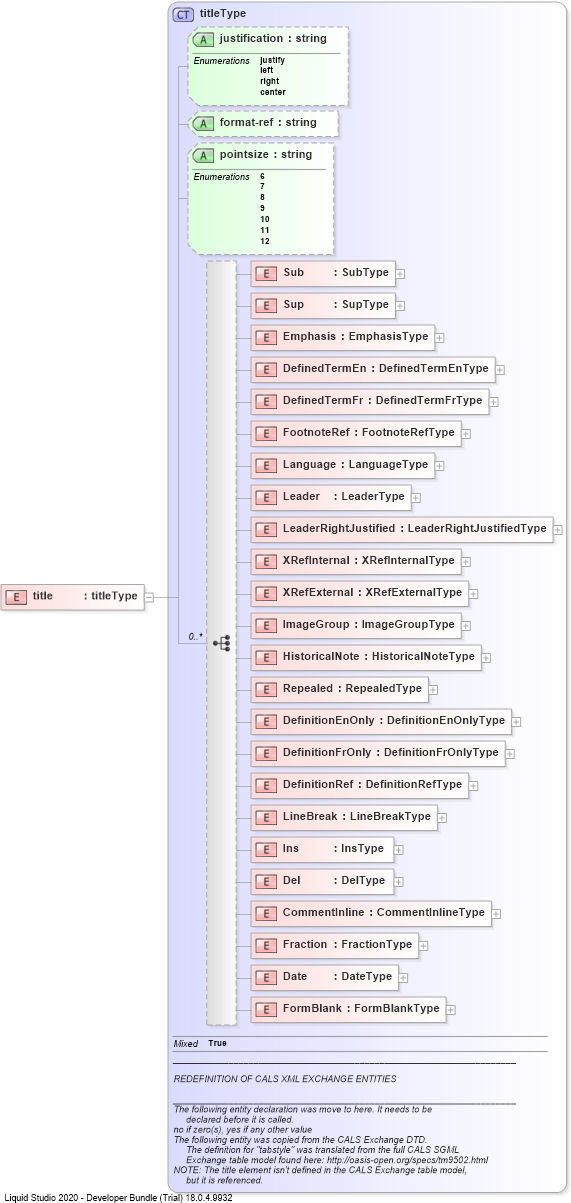 CT titleType
A justification : string
Enumerations justify
left
right
center
A format-ref : string
A pointsize : string
Enumerations 6
7
8
9
10
11
12
E Sub : SubType
E Sup : SupType
E Emphasis : EmphasisType
E DefinedTermEn : DefinedTermEnType
E DefinedTermFr : DefinedTermFrType
E FootnoteRef : FootnoteRefType
E Language : LanguageType
E Leader : LeaderType
E LeaderRightJustified : LeaderRightJustifiedType
E XRefInternal : XRefInternalType
E XRefExternal : XRefExternalType
E title : titleType
E ImageGroup : ImageGroupType
0..*
E HistoricalNote : HistoricalNoteType
E Repealed : RepealedType
E DefinitionEnOnly : DefinitionEnOnlyType
E DefinitionFrOnly : DefinitionFrOnlyType
E DefinitionRef : DefinitionRefType
E LineBreak : LineBreakType
E Ins : InsType
E Del : DelType
E CommentInline : CommentInlineType
E Fraction : FractionType
E Date : DateType
E FormBlank : FormBlankType
Mixed True
REDEFINITION OF CALS XML EXCHANGE ENTITIES
The following entity declaration was move to here. It needs to be
declared before it is called.
no if zero(s), yes if any other value
The following entity was copied from the CALS Exchange DTD.
The definition for "tabstyle" was translated from the full CALS SGML
Exchange table model found here: http://oasis-open.org/specs/tm9502.html
NOTE: The title element isn't defined in the CALS Exchange table model,
but it is referenced.
Liquid Studio 2020 - Developer Bundle (Trial) 18.0.4.9932